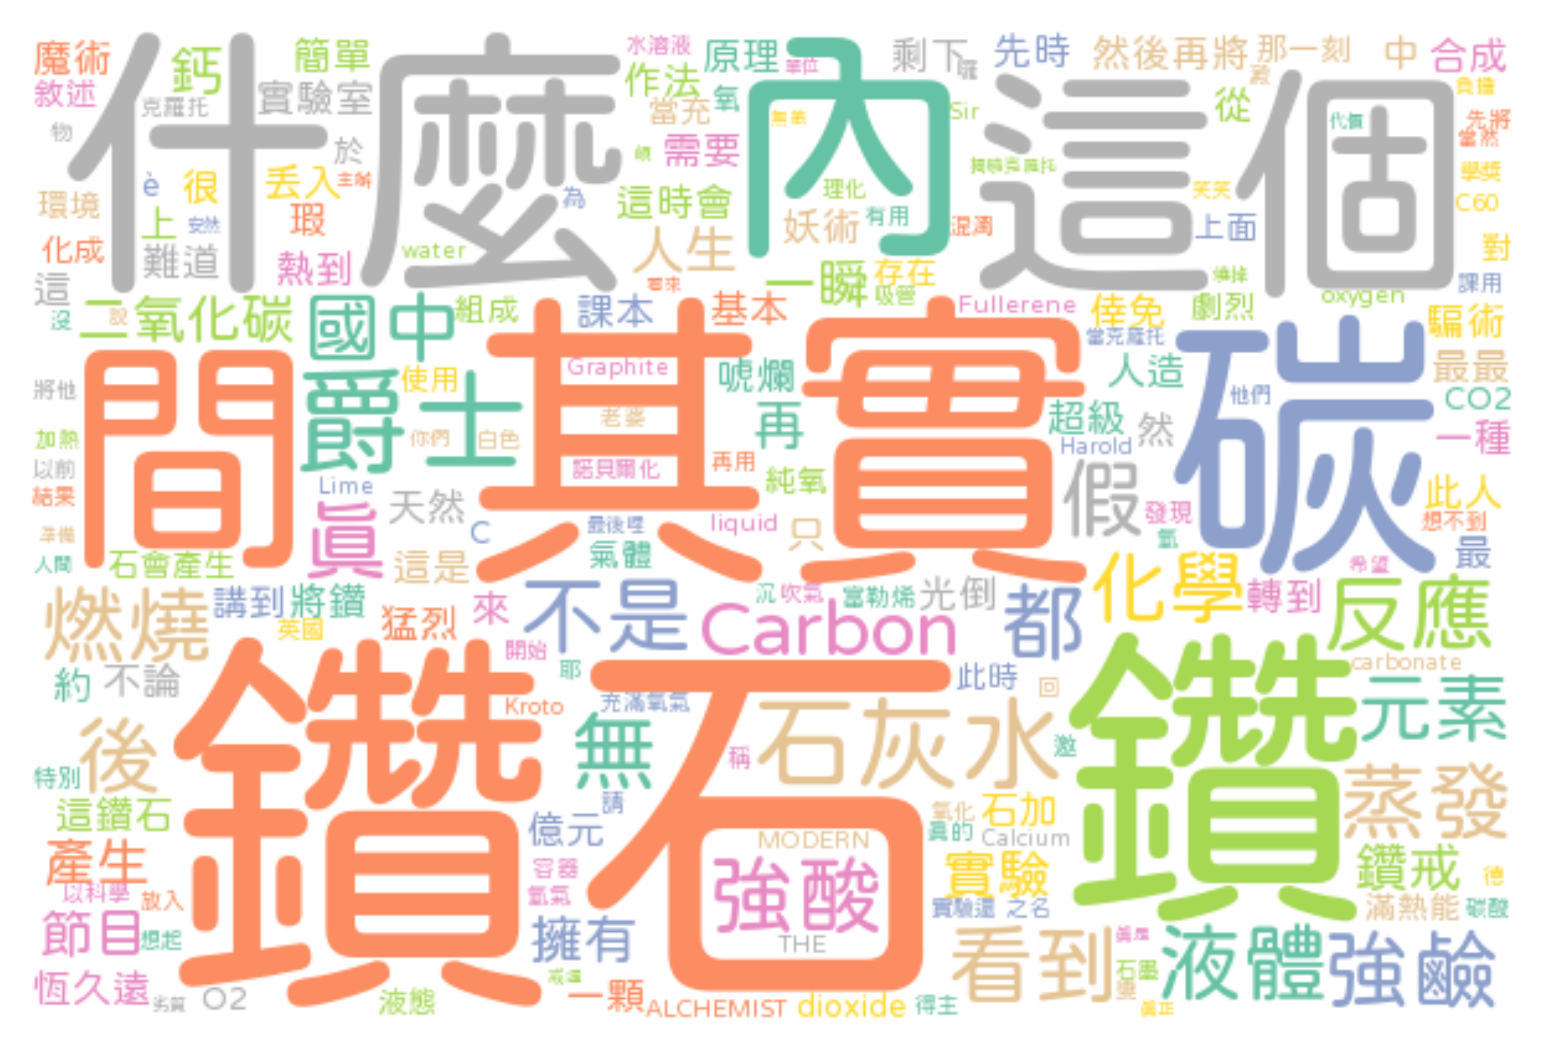 魔術
鈣
簡單
什麼
水溶液
原理
單位
內
剩下
先時
然後再將
那一刻
中
合成
敘述
克羅托
實驗室
作法
當充
氧
無義
Sir
這個
從
代價
負擔
先將
當然
物
於
需要
揭曉克羅托
學獎
環境
è
很
丟入
主解
為
這時會
理化
有用
笑笑
C60
上
安然
瑕
妖術
混濁
上面
對
化成
難道
熱到
water
人生
看來
一瞬
存在
吸管
燒掉
課用
這
沒
說
二氧化碳
國中
組成
課本
基本
Fullerene
倖免
劇烈
oxygen
當克羅托
騙術
間
其實
碳
Graphite
唬爛
人造
他們
最最
將他
爵士
使用
老婆
再
超級
CO2
加熱
你們
白色
Harold
然
一種
以前
Lime
諾貝爾化
再用
純氧
假
結果
真
天然
C
最後哩
liquid
只
發現
氫
此人
想不到
準備
人間
石會產生
這是
氣體
最
希望
燃燒
講到
將鑽
英國
猛烈
來
不是
Carbon
沉
吹氣
富勒烯
光倒
都
化學
轉到
反應
約
不論
開始
耶
此時
回
carbonate
後
Kroto
充滿氧氣
無
稱
石灰水
邀
元素
特別
鑽石
鑽
這鑽石
億元
請
氧化
石加
真的
Calcium
蒸發
產生
以科學
放入
容器
氫氣
MODERN
強酸
THE
實驗
實驗還
之名
鑽戒
德
滿熱能
碳酸
節目
想起
擁有
看到
石墨
液體
強鹼
恆久遠
劣質
O2
液態
一顆
ALCHEMIST
dioxide
得主
真正